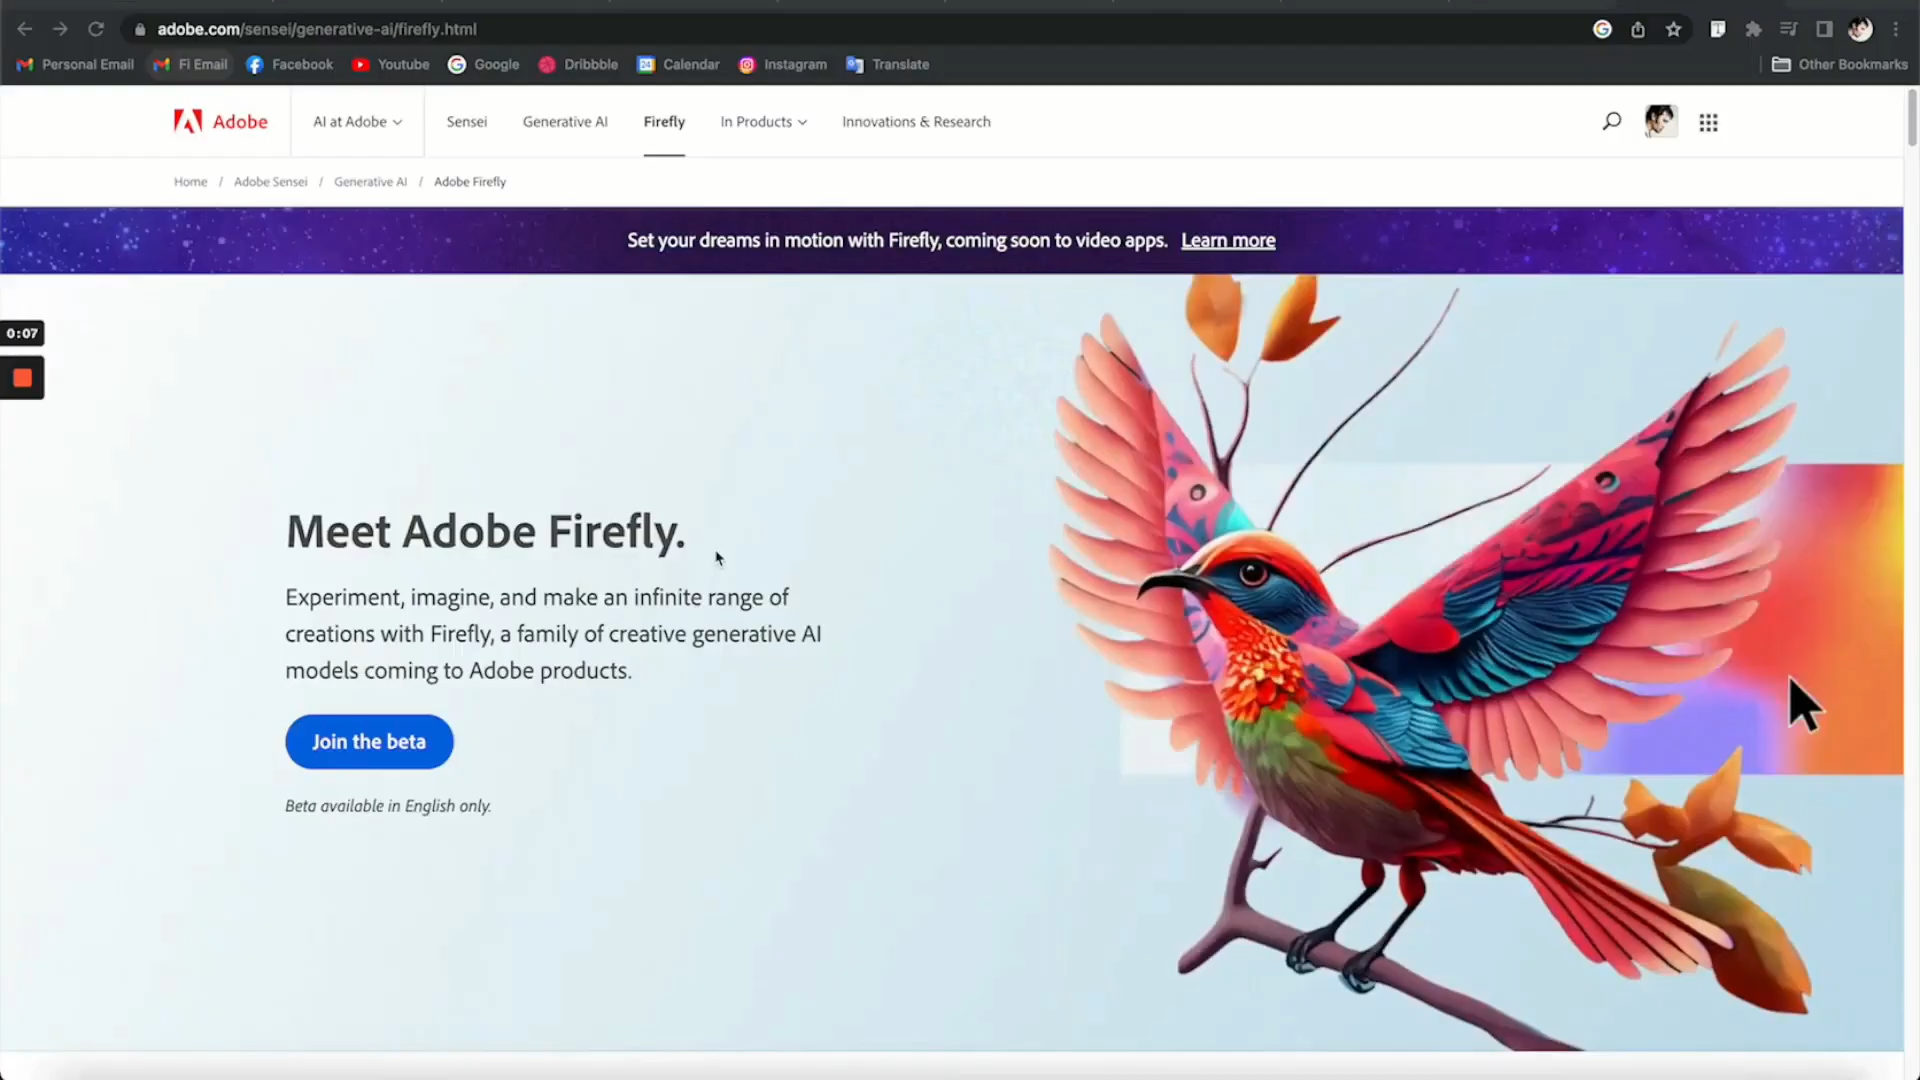 adobe.com/sensei/generative-ai/firefly.html
Personal Email
Fi Email
Facebook
Youtube
Google
Dribbble
24
Calendar
Instagram
Translate
Other Bookmarks
Adobe
AI at Adobe
Sensei
Generative AI
Firefly
In Products
Innovations & Research
Home / Adobe Sensei / Generative AI / Adobe Firefly
Set your dreams in motion with Firefly, coming soon to video apps. Learn more
0:07
Meet Adobe Firefly.
Experiment, imagine, and make an infinite range of
creations with Firefly, a family of creative generative AI
models coming to Adobe products.
Join the beta
Beta available in English only.